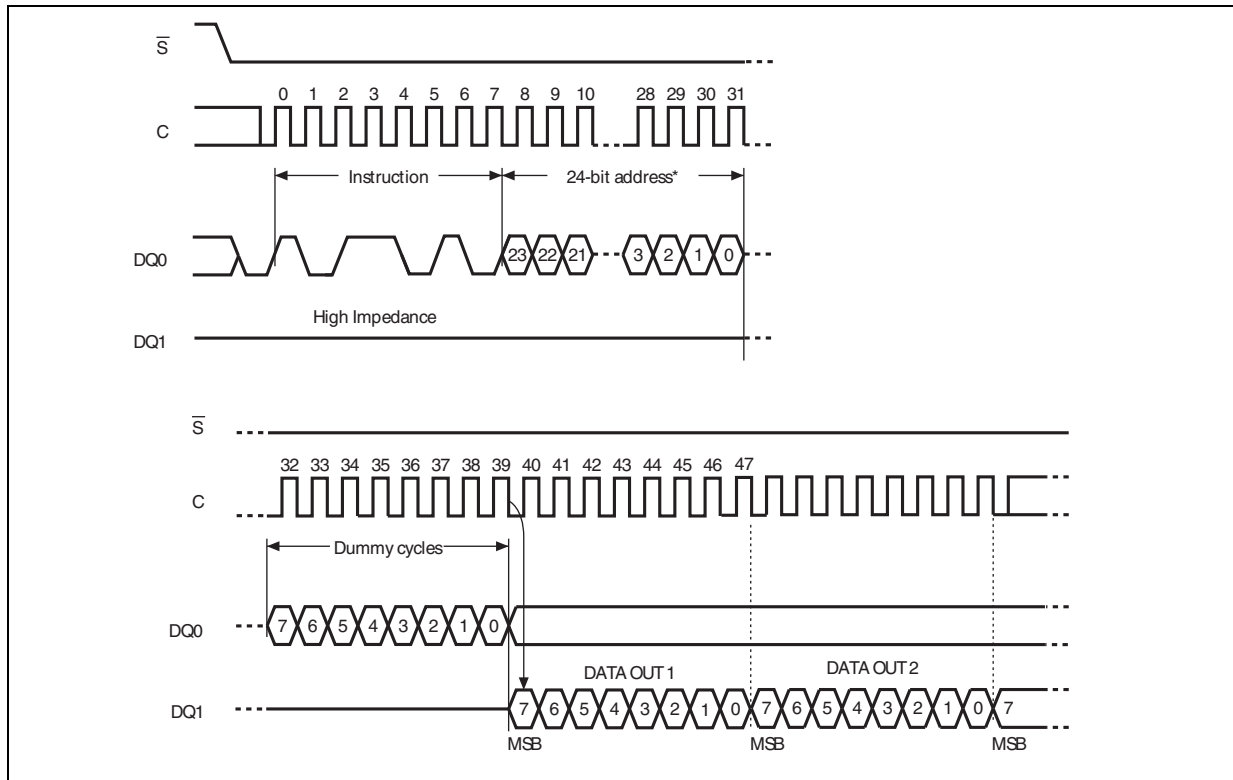 S
0 1 2 3 4 5 6 7 8 9 10 28 29 30 31
C
Instruction 24-bit address*
DQ0 23 22 21 3 2 1 0
High Impedance
DQ1
S
32 33 34 35 36 37 38 39 40 41 42 43 44 45 46 47
C
Dummy cycles
DQ0 7 6 5 4 3 2 1 0
DATA OUT 1 DATA OUT 2
DQ1 7 6 5 4 3 2 1 0 7 6 5 4 3 2 1 0 7
MSB MSB MSB